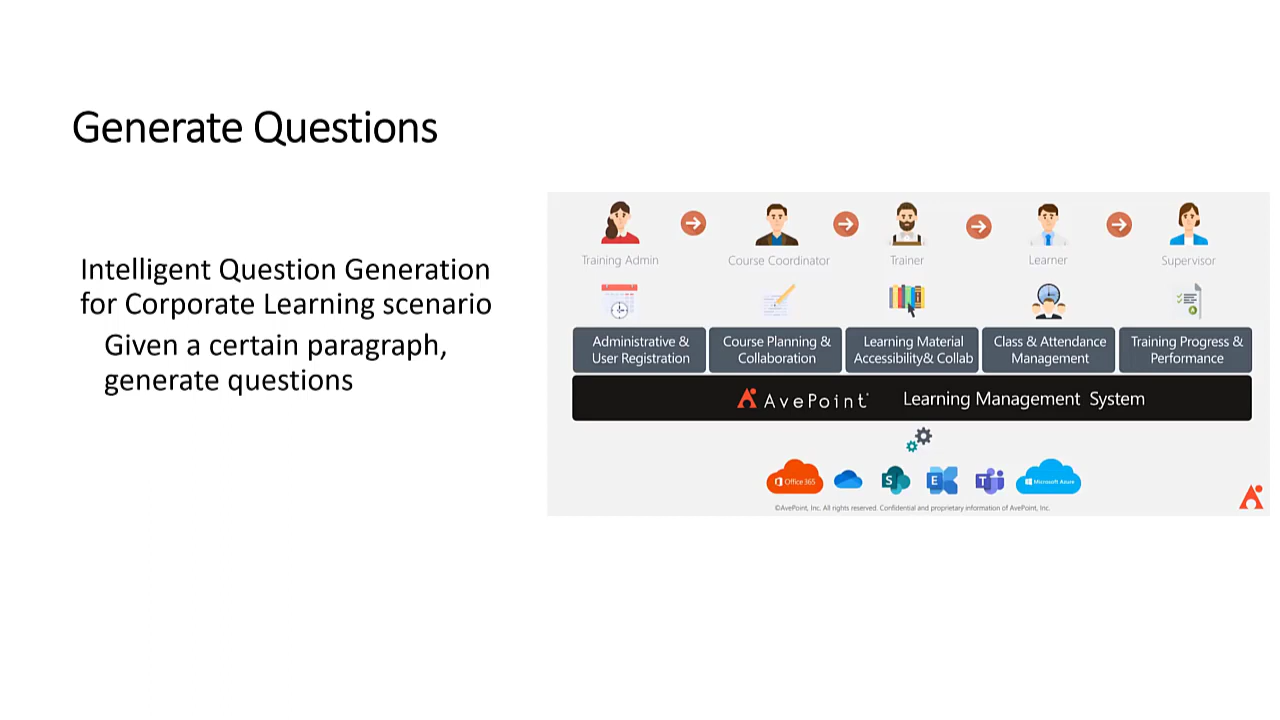 Generate Questions
Intelligent Question Generation
for Corporate Learning scenario
Given a certain paragraph,
generate questions
Training Admin
Course Coordinator
Trainer
Learner
Supervisor
Administrative &
User Registration
Course Planning &
Collaboration
Learning Material
Accessibility& Collab
Class & Attendance
Management
Training Progress &
Performance
AvePoint Learning Management System
Office 365
S
E
T
Microsoft Azure
©AvePoint, Inc. All rights reserved. Confidential and proprietary information of AvePoint, Inc.